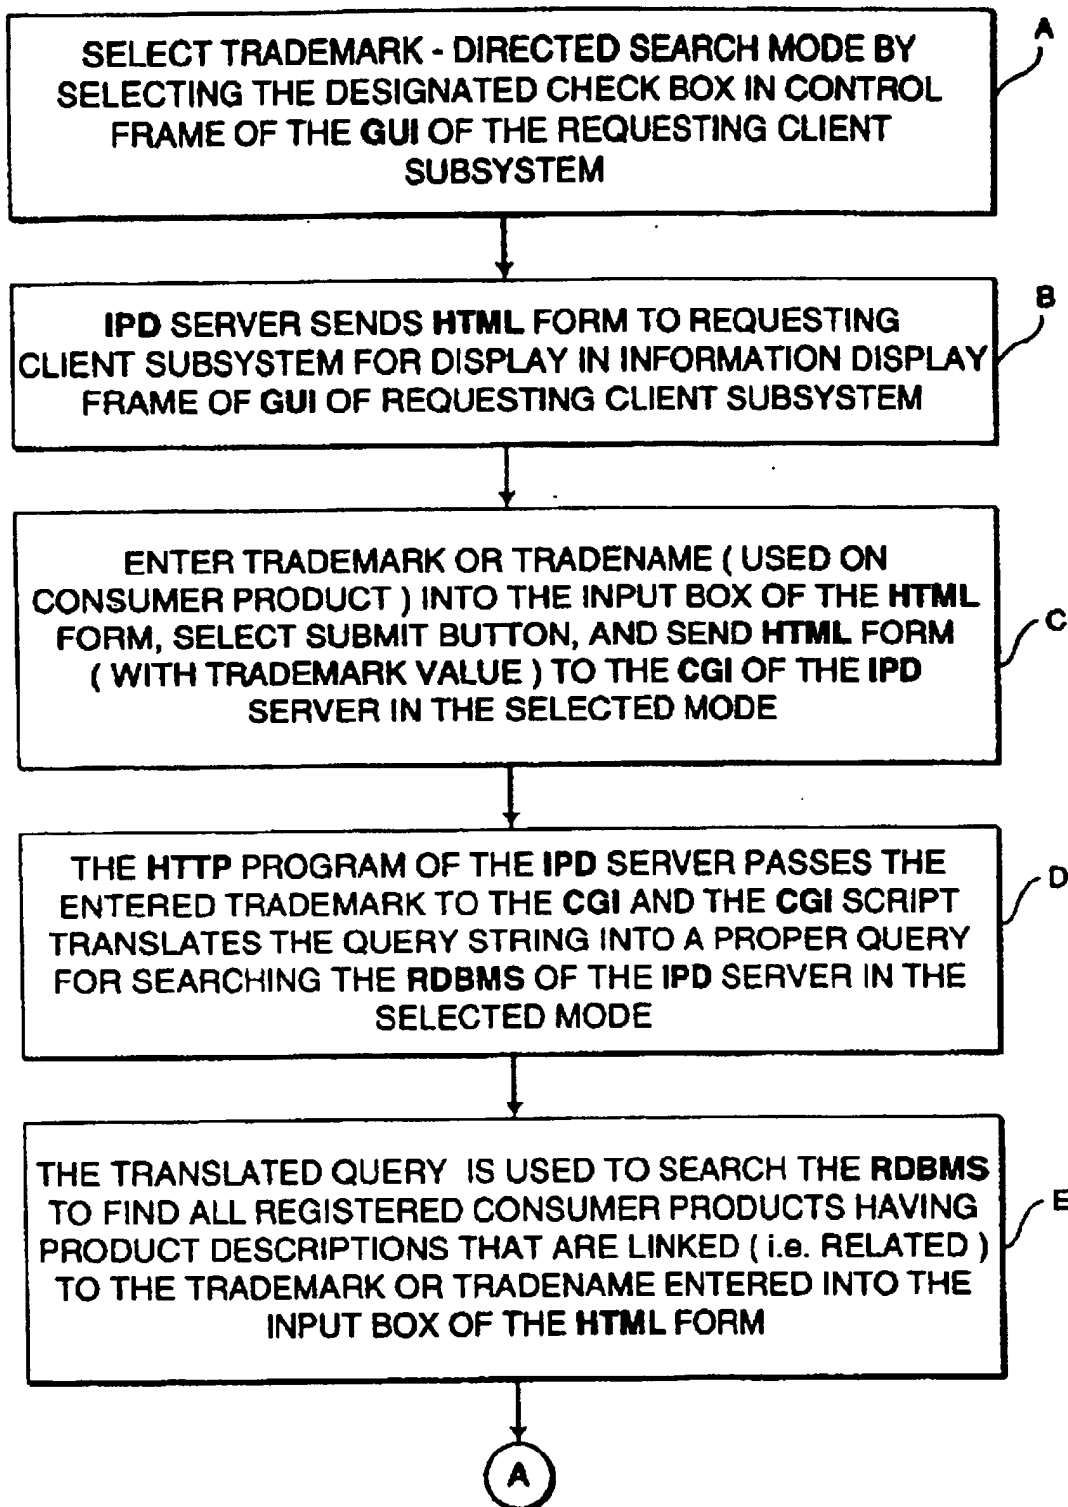 SELECT TRADEMARK - DIRECTED SEARCH MODE BY
SELECTING THE DESIGNATED CHECK BOX IN CONTROL
FRAME OF THE GUI OF THE REQUESTING CLIENT
SUBSYSTEM
A
IPD SERVER SENDS HTML FORM TO REQUESTING
CLIENT SUBSYSTEM FOR DISPLAY IN INFORMATION DISPLAY
FRAME OF GUI OF REQUESTING CLIENT SUBSYSTEM
B
ENTER TRADEMARK OR TRADENAME ( USED ON
CONSUMER PRODUCT ) INTO THE INPUT BOX OF THE HTML
FORM, SELECT SUBMIT BUTTON, AND SEND HTML FORM
( WITH TRADEMARK VALUE ) TO THE CGI OF THE IPD
SERVER IN THE SELECTED MODE
C
THE HTTP PROGRAM OF THE IPD SERVER PASSES THE
ENTERED TRADEMARK TO THE CGI AND THE CGI SCRIPT
TRANSLATES THE QUERY STRING INTO A PROPER QUERY
FOR SEARCHING THE RDBMS OF THE IPD SERVER IN THE
SELECTED MODE
D
THE TRANSLATED QUERY IS USED TO SEARCH THE RDBMS
TO FIND ALL REGISTERED CONSUMER PRODUCTS HAVING
PRODUCT DESCRIPTIONS THAT ARE LINKED ( i.e. RELATED )
TO THE TRADEMARK OR TRADENAME ENTERED INTO THE
INPUT BOX OF THE HTML FORM
E
A